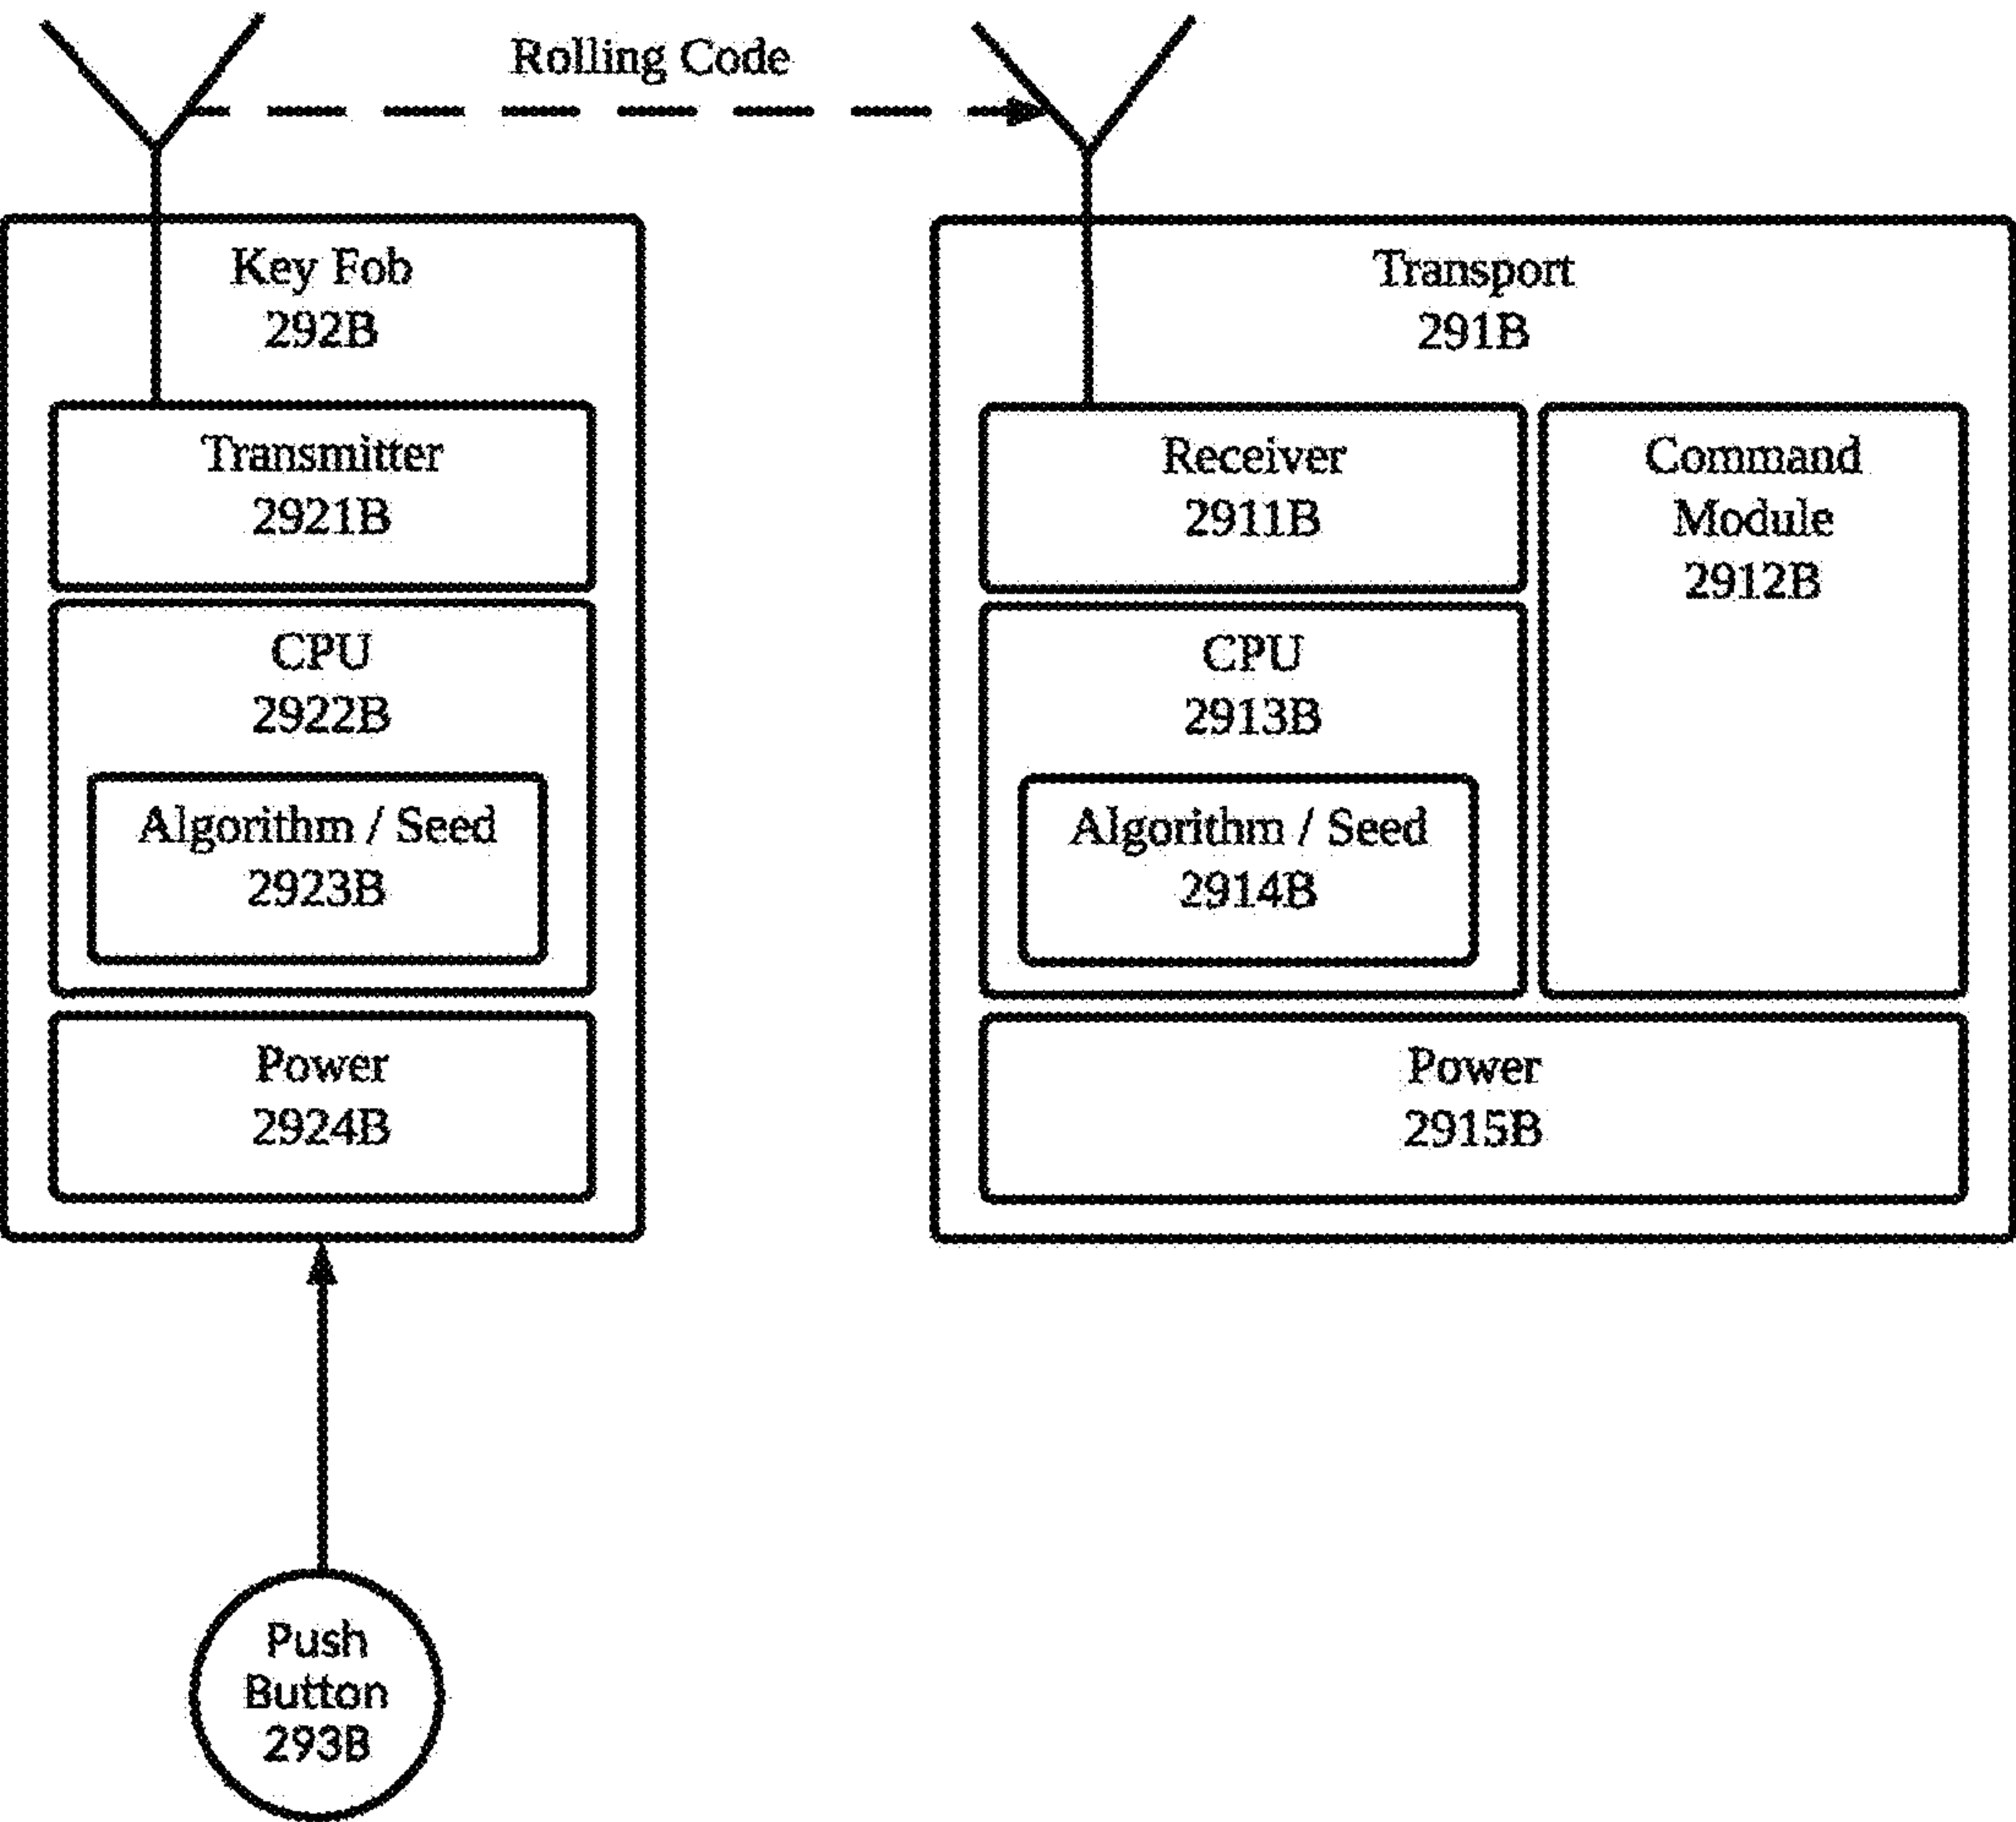 Rolling Code
Key Fob
292B
Transmitter
2921B
CPU
2922B
Algorithm / Seed
2923B
Power
2924B
Push
Button
293B
Transport
291B
Receiver
2911B
Command
Module
2912B
CPU
2913B
Algorithm / Seed
2914B
Power
2915B